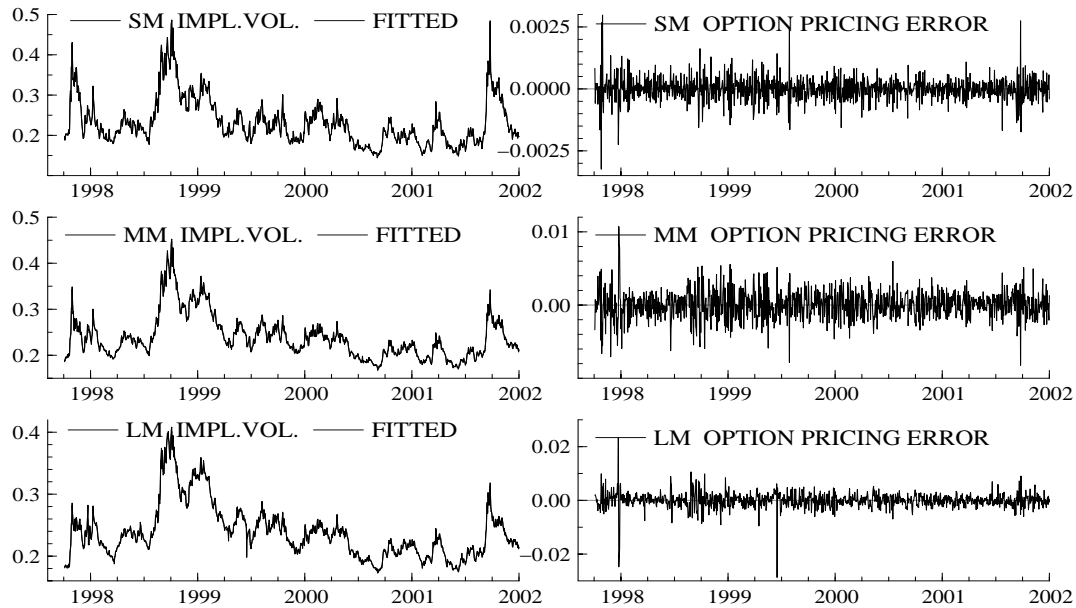 SM IMPL.VOL. FITTED
0.5
0.4
0.3
0.2
1998 1999 2000 2001 2002
SM OPTION PRICING ERROR
0.0025
0.0000
−0.0025
1998 1999 2000 2001 2002
MM IMPL.VOL. FITTED
0.5
0.4
0.3
0.2
1998 1999 2000 2001 2002
MM OPTION PRICING ERROR
0.01
0.00
1998 1999 2000 2001 2002
LM IMPL.VOL. FITTED
0.4
0.3
0.2
1998 1999 2000 2001 2002
LM OPTION PRICING ERROR
0.02
0.00
−0.02
1998 1999 2000 2001 2002